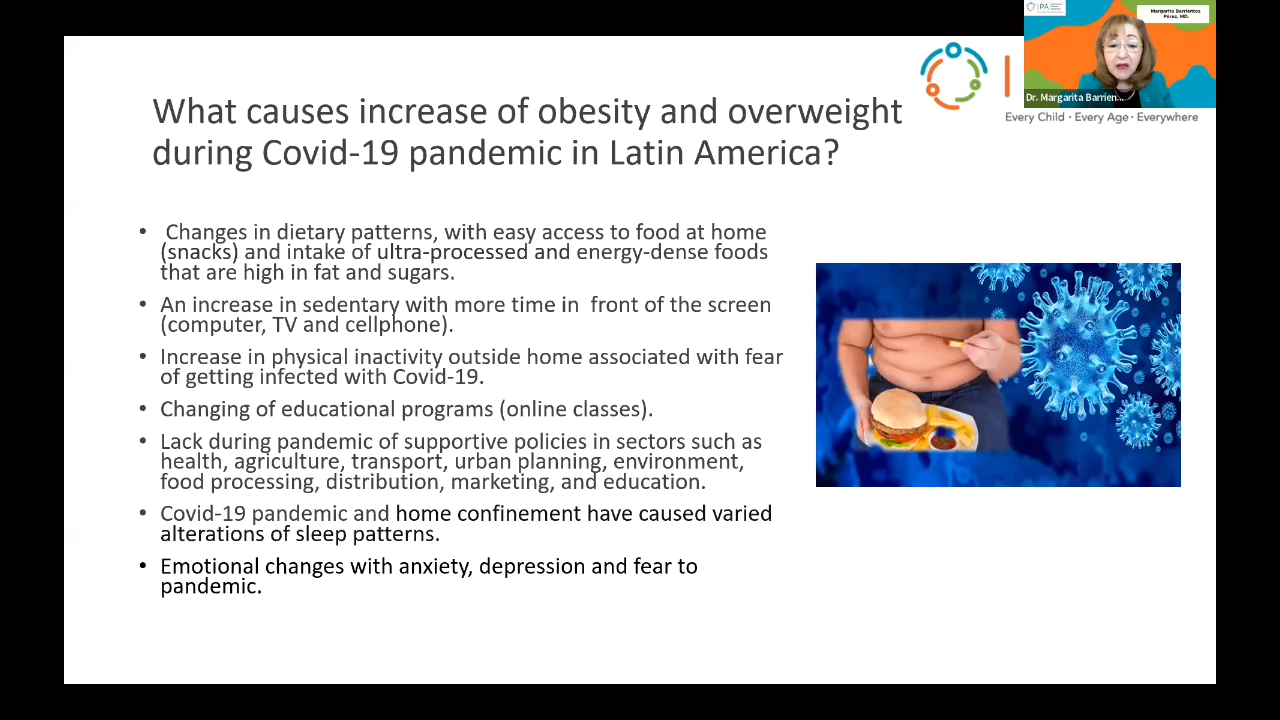 IPA
Margarita Barrientos
Pérez, MD.
Dr. Margarita Barrien...
Every Child · Every Age · Everywhere
What causes increase of obesity and overweight
during Covid-19 pandemic in Latin America?
• Changes in dietary patterns, with easy access to food at home
(snacks) and intake of ultra-processed and energy-dense foods
that are high in fat and sugars.
• An increase in sedentary with more time in front of the screen
(computer, TV and cellphone).
• Increase in physical inactivity outside home associated with fear
of getting infected with Covid-19.
• Changing of educational programs (online classes).
• Lack during pandemic of supportive policies in sectors such as
health, agriculture, transport, urban planning, environment,
food processing, distribution, marketing, and education.
• Covid-19 pandemic and home confinement have caused varied
alterations of sleep patterns.
• Emotional changes with anxiety, depression and fear to
pandemic.